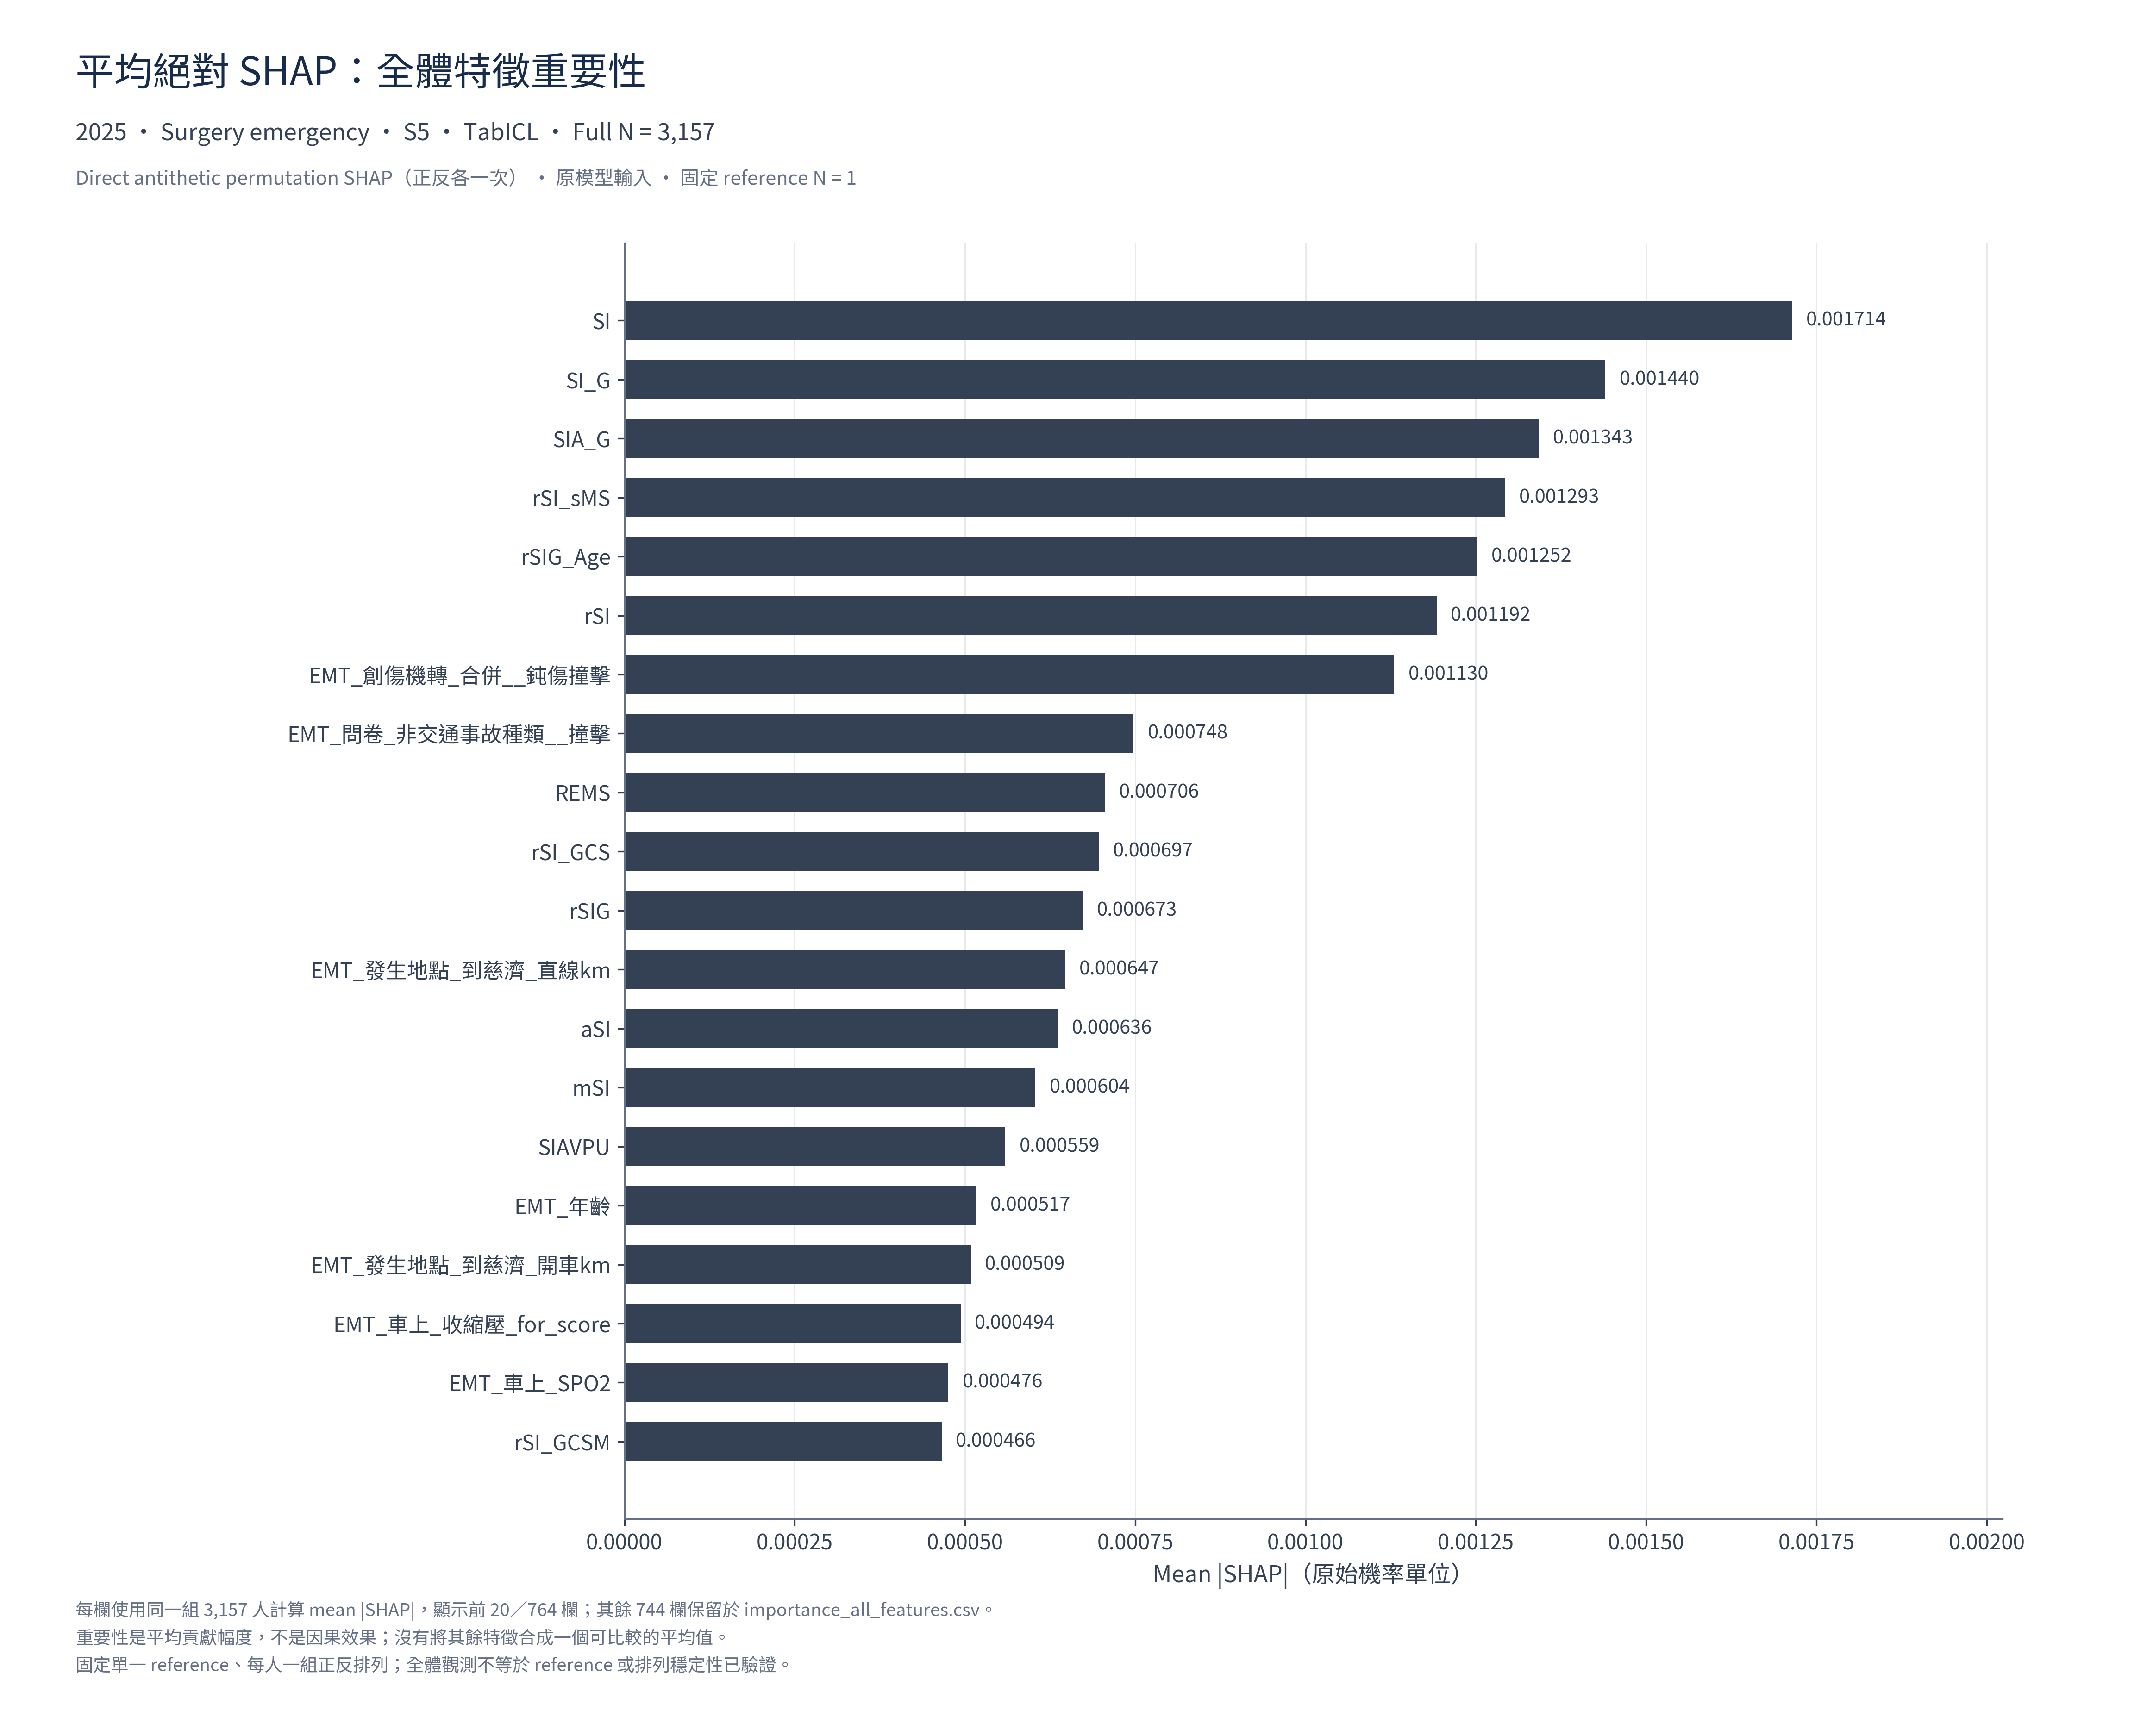 平均絕對 SHAP：全體特徵重要性
2025 • Surgery emergency • S5 • TabICL • Full N = 3,157
Direct antithetic permutation SHAP（正反各一次） • 原模型輸入 • 固定 reference N = 1
SI 0.001714
SI_G 0.001440
SIA_G 0.001343
rSI_sMS 0.001293
rSIG_Age 0.001252
rSI 0.001192
EMT_創傷機轉_合併__鈍傷撞擊 0.001130
EMT_問卷_非交通事故種類__撞擊 0.000748
REMS 0.000706
rSI_GCS 0.000697
rSIG 0.000673
EMT_發生地點_到慈濟_直線km 0.000647
aSI 0.000636
mSI 0.000604
SIAVPU 0.000559
EMT_年齡 0.000517
EMT_發生地點_到慈濟_開車km 0.000509
EMT_車上_收縮壓_for_score 0.000494
EMT_車上_SPO2 0.000476
rSI_GCSM 0.000466
0.00000 0.00025 0.00050 0.00075 0.00100 0.00125 0.00150 0.00175 0.00200
Mean |SHAP|（原始機率單位）
每欄使用同一組 3,157 人計算 mean |SHAP|，顯示前 20／764 欄；其餘 744 欄保留於 importance_all_features.csv。
重要性是平均貢獻幅度，不是因果效果；沒有將其餘特徵合成一個可比較的平均值。
固定單一 reference、每人一組正反排列；全體觀測不等於 reference 或排列穩定性已驗證。